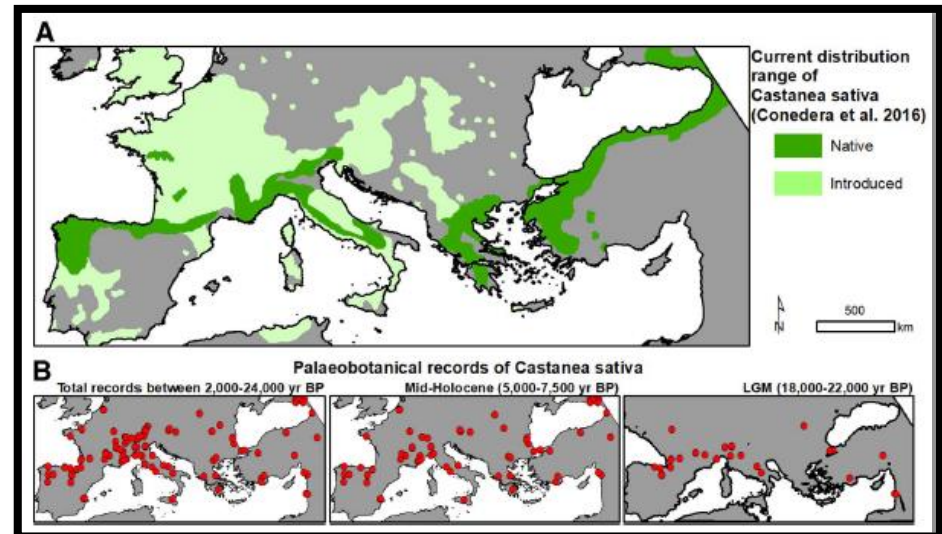 A
Current distribution
range of
Castanea sativa
(Conedera et al. 2016)
Native
Introduced
N
500
km
B
Palaeobotanical records of Castanea sativa
Total records between 2,000-24,000 yr BP)
Mid-Holocene (5,000-7,500 yr BP)
LGM (18,000-22,000 yr BP)